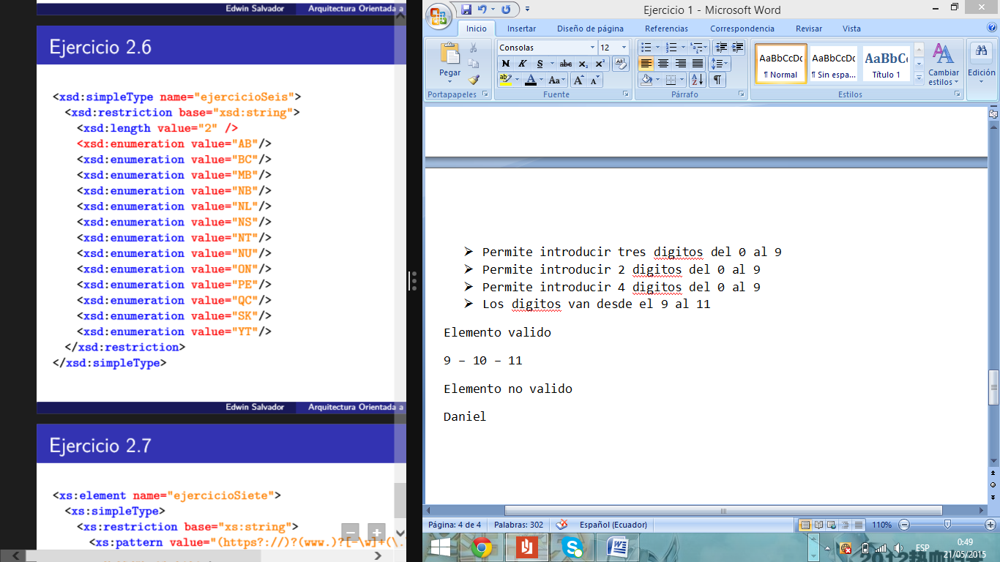 Edwin Salvador Arquitectura Orientada a
Ejercicio 2.6
<xsd:simpleType name="ejercicioSeis">
<xsd:restriction base="xsd:string">
<xsd:length value="2" />
<xsd:enumeration value="AB"/>
<xsd:enumeration value="BC"/>
<xsd:enumeration value="MB"/>
<xsd:enumeration value="NB"/>
<xsd:enumeration value="NL"/>
<xsd:enumeration value="NS"/>
<xsd:enumeration value="NT"/>
<xsd:enumeration value="NU"/>
<xsd:enumeration value="ON"/>
<xsd:enumeration value="PE"/>
<xsd:enumeration value="QC"/>
<xsd:enumeration value="SK"/>
<xsd:enumeration value="YT"/>
</xsd:restriction>
</xsd:simpleType>
Edwin Salvador Arquitectura Orientada a
Ejercicio 2.7
<xs:element name="ejercicioSiete">
<xs:simpleType>
<xs:restriction base="xs:string">
<xs:pattern value="(https?://)?(www.)?[-\w]+(\.
Ejercicio 1 - Microsoft Word
Inicio Insertar Diseño de página Referencias Correspondencia Revisar Vista
Pegar
Portapapeles
Consolas 12
N K S abc x₂ x²
ab A Aa A A
Fuente
Párrafo
AaBbCcDc AaBbCcDc AaBbC
¶ Normal ¶ Sin espa... Título 1
Cambiar estilos
Estilos
Edición
➢ Permite introducir tres digitos del 0 al 9
➢ Permite introducir 2 digitos del 0 al 9
➢ Permite introducir 4 digitos del 0 al 9
➢ Los digitos van desde el 9 al 11
Elemento valido
9 – 10 – 11
Elemento no valido
Daniel
Página: 4 de 4 Palabras: 302 Español (Ecuador) 110%
ESP
0:49
21/05/2015